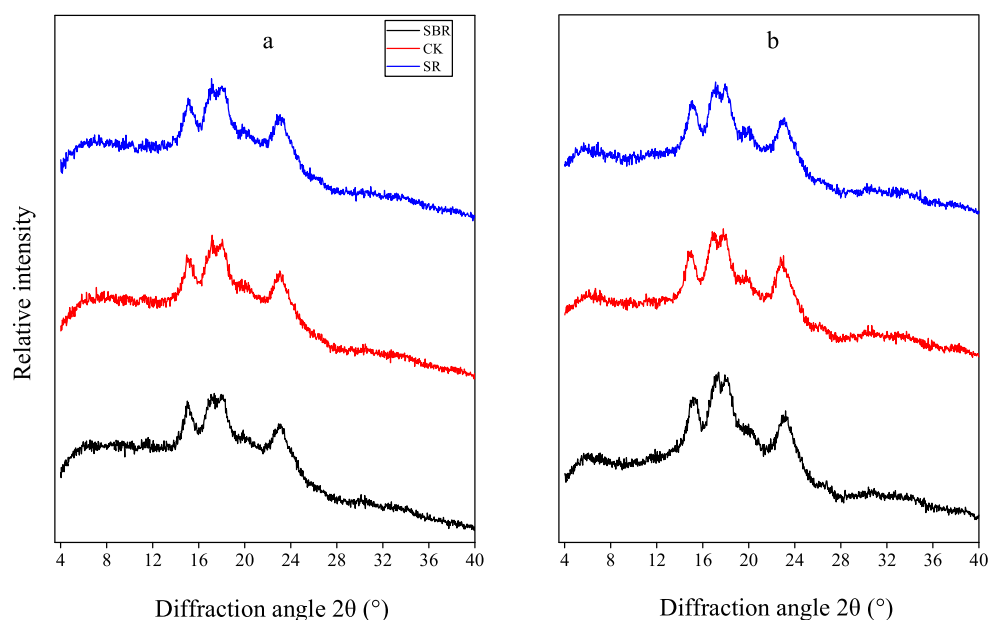 a
SBR
CK
SR
b
Relative intensity
4 8 12 16 20 24 28 32 36 40
4 8 12 16 20 24 28 32 36 40
Diffraction angle 2θ (°)
Diffraction angle 2θ (°)